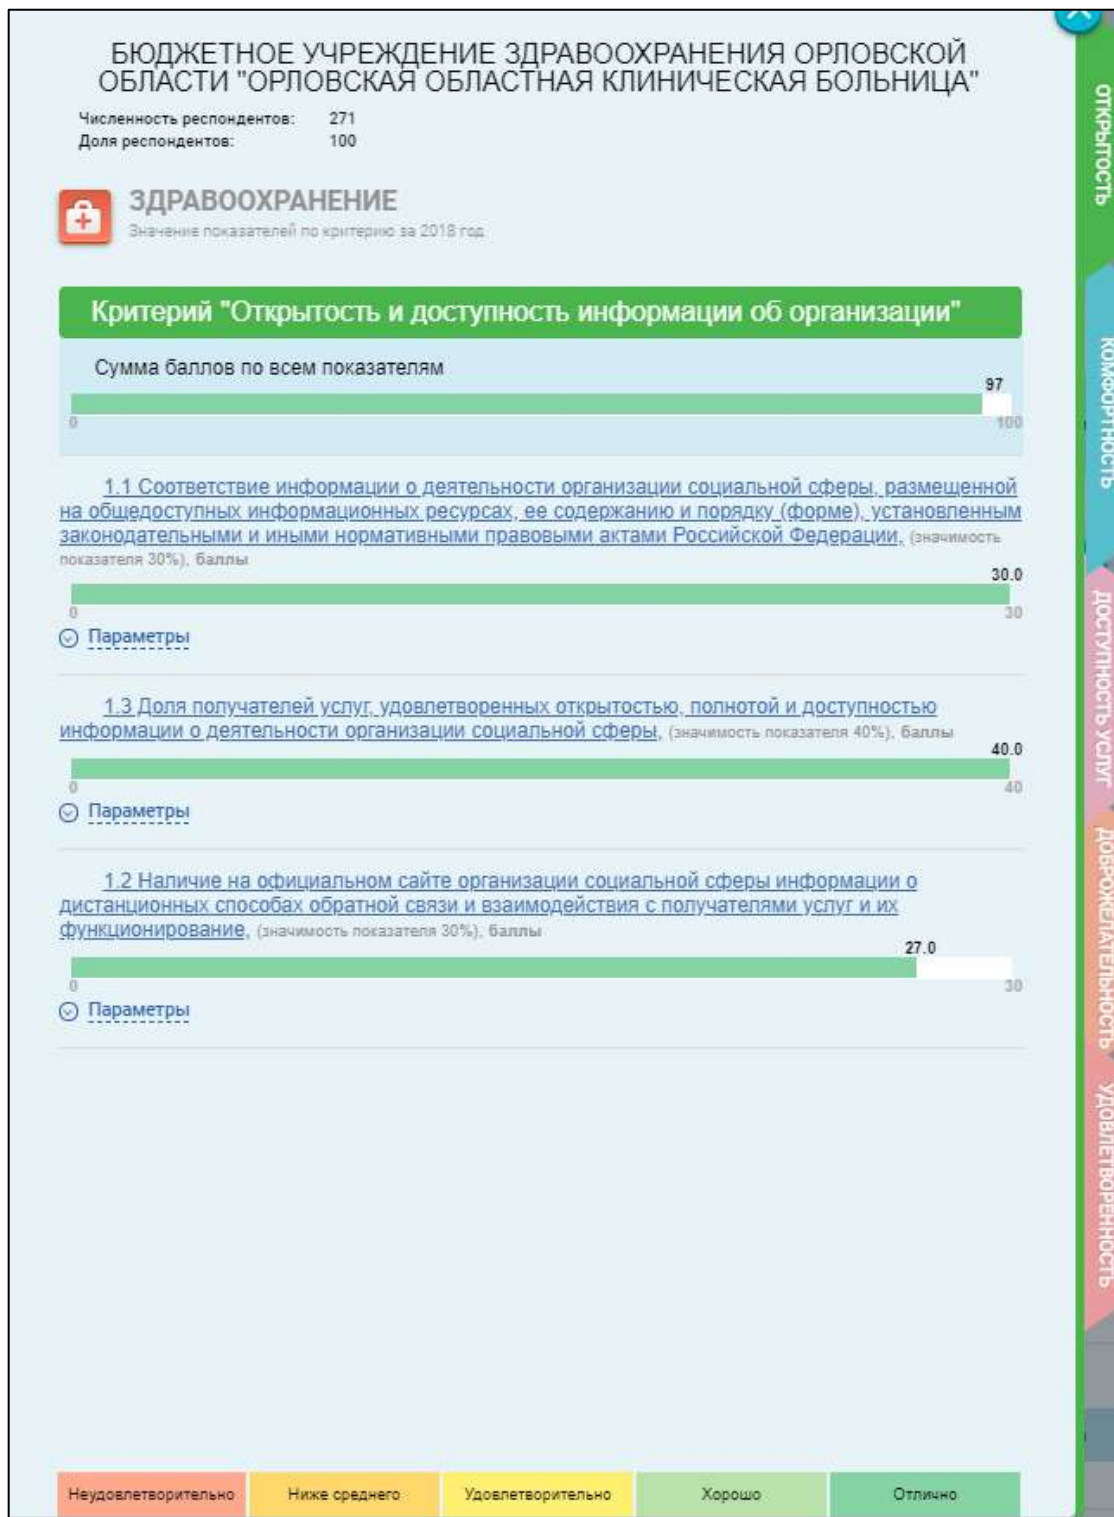 БЮДЖЕТНОЕ УЧРЕЖДЕНИЕ ЗДРАВООХРАНЕНИЯ ОРЛОВСКОЙ
ОБЛАСТИ "ОРЛОВСКАЯ ОБЛАСТНАЯ КЛИНИЧЕСКАЯ БОЛЬНИЦА"
Численность респондентов: 271
Доля респондентов: 100
ЗДРАВООХРАНЕНИЕ
Значение показателей по критерию за 2018 год
Критерий "Открытость и доступность информации об организации"
Сумма баллов по всем показателям
97
0 100
1.1 Соответствие информации о деятельности организации социальной сферы, размещенной
на общедоступных информационных ресурсах, ее содержанию и порядку (форме), установленным
законодательными и иными нормативными правовыми актами Российской Федерации, (значимость
показателя 30%), баллы
30.0
0 30
Параметры
1.3 Доля получателей услуг, удовлетворенных открытостью, полнотой и доступностью
информации о деятельности организации социальной сферы, (значимость показателя 40%), баллы
40.0
0 40
Параметры
1.2 Наличие на официальном сайте организации социальной сферы информации о
дистанционных способах обратной связи и взаимодействия с получателями услуг и их
функционирование, (значимость показателя 30%), баллы
27.0
0 30
Параметры
Неудовлетворительно Ниже среднего Удовлетворительно Хорошо Отлично
ОТКРЫТОСТЬ
КОМФОРТНОСТЬ
ДОСТУПНОСТЬ УСЛУГ
ДОБРОЖЕЛАТЕЛЬНОСТЬ
УДОВЛЕТВОРЕННОСТЬ